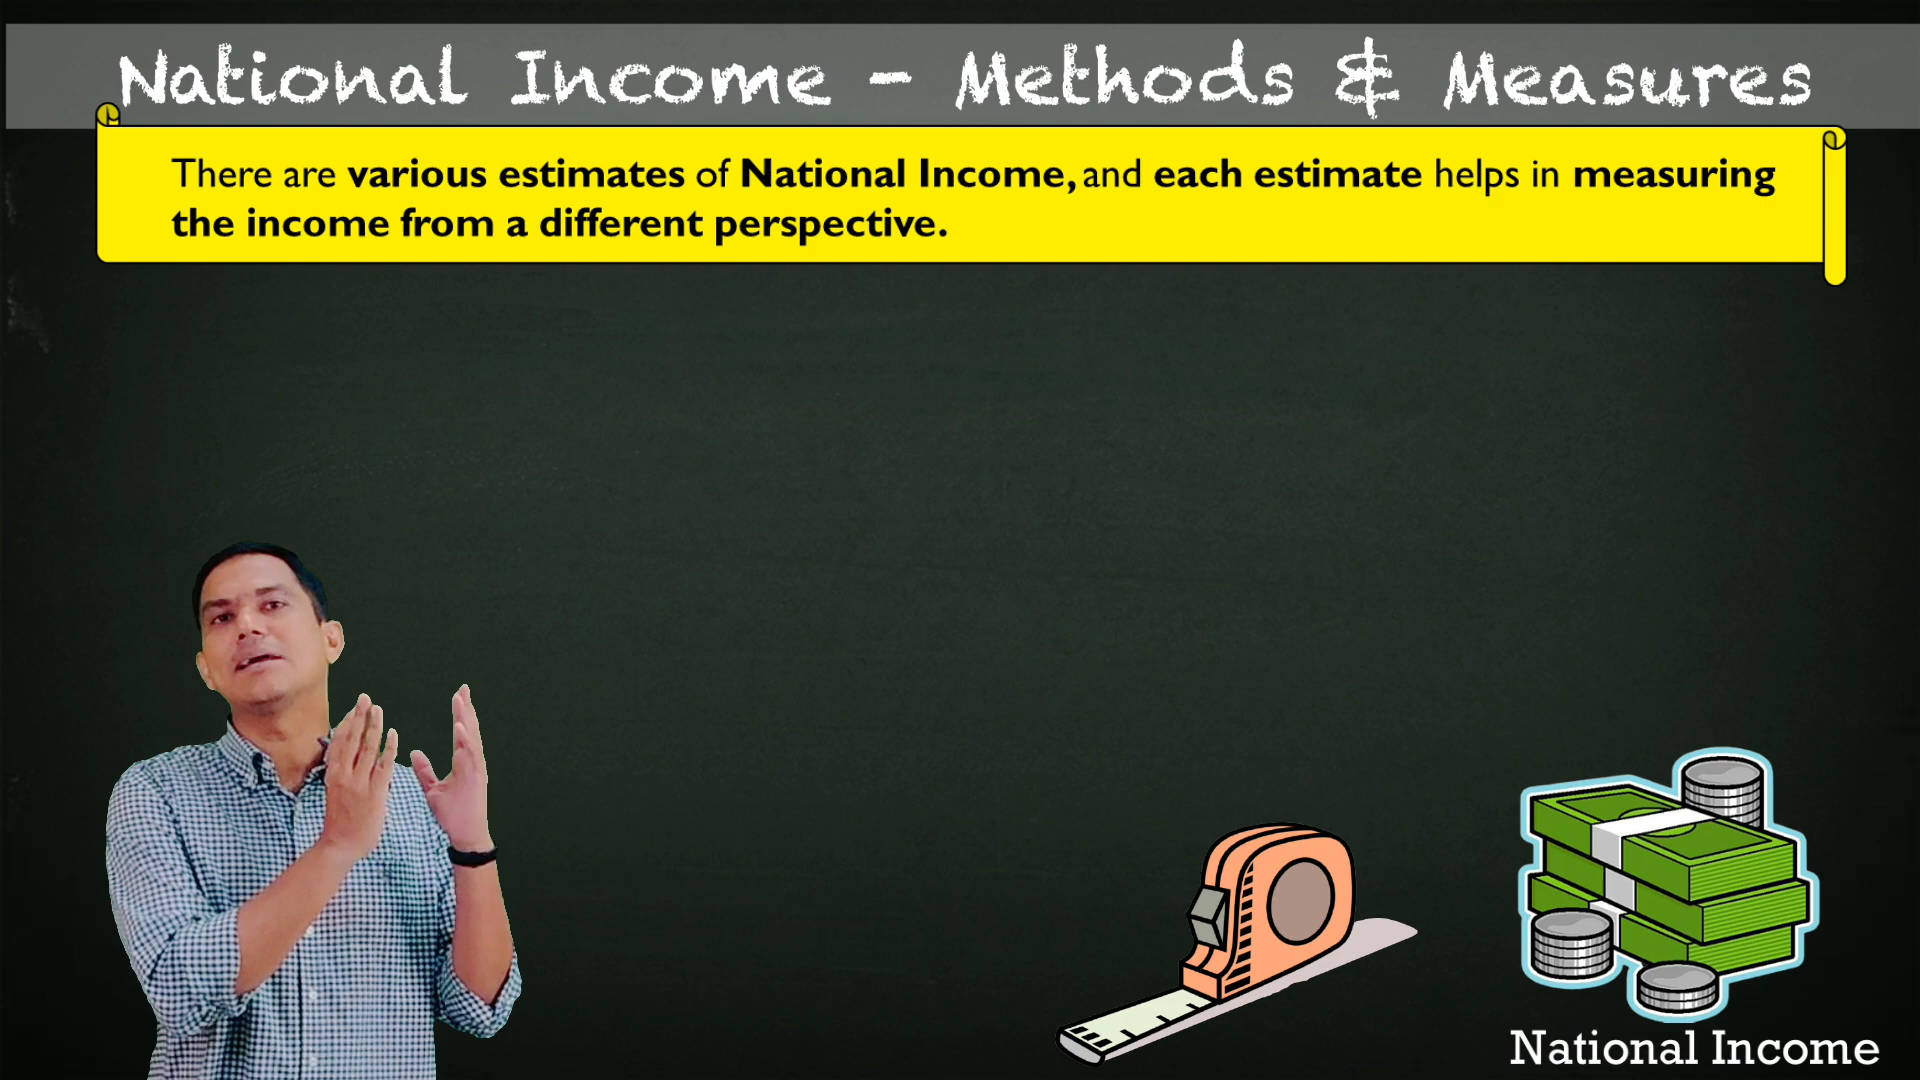 National Income - Methods & Measures
There are various estimates of National Income, and each estimate helps in measuring
the income from a different perspective.
National Income